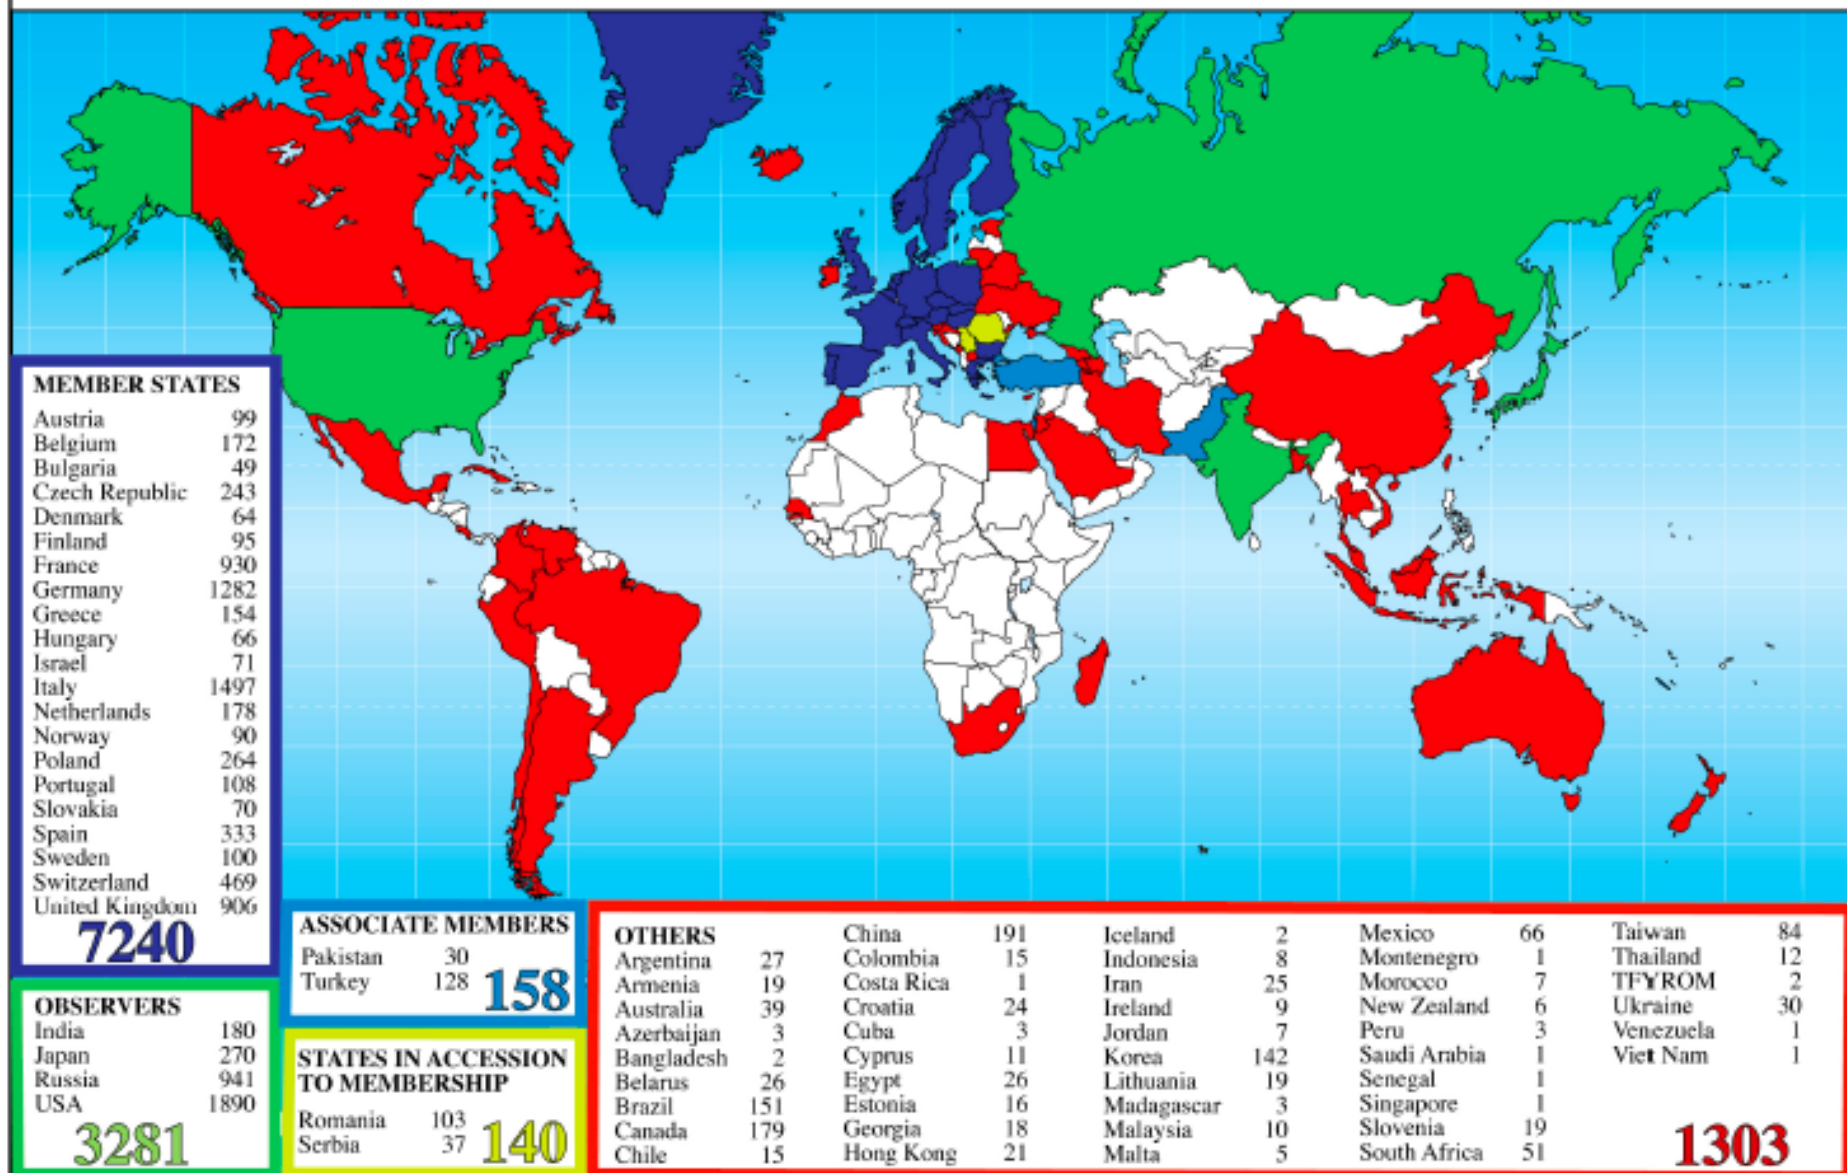 MEMBER STATES
Austria 99
Belgium 172
Bulgaria 49
Czech Republic 243
Denmark 64
Finland 95
France 930
Germany 1282
Greece 154
Hungary 66
Israel 71
Italy 1497
Netherlands 178
Norway 90
Poland 264
Portugal 108
Slovakia 70
Spain 333
Sweden 100
Switzerland 469
United Kingdom 906
7240
OBSERVERS
India 180
Japan 270
Russia 941
USA 1890
3281
ASSOCIATE MEMBERS
Pakistan 30
Turkey 128
158
STATES IN ACCESSION
TO MEMBERSHIP
Romania 103
Serbia 37
140
OTHERS
Argentina 27
Armenia 19
Australia 39
Azerbaijan 3
Bangladesh 2
Belarus 26
Brazil 151
Canada 179
Chile 15
China 191
Colombia 15
Costa Rica 1
Croatia 24
Cuba 3
Cyprus 11
Egypt 26
Estonia 16
Georgia 18
Hong Kong 21
Iceland 2
Indonesia 8
Iran 25
Ireland 9
Jordan 7
Korea 142
Lithuania 19
Madagascar 3
Malaysia 10
Malta 5
Mexico 66
Montenegro 1
Morocco 7
New Zealand 6
Peru 3
Saudi Arabia 1
Senegal 1
Singapore 1
Slovenia 19
South Africa 51
Taiwan 84
Thailand 12
TFYROM 2
Ukraine 30
Venezuela 1
Viet Nam 1
1303